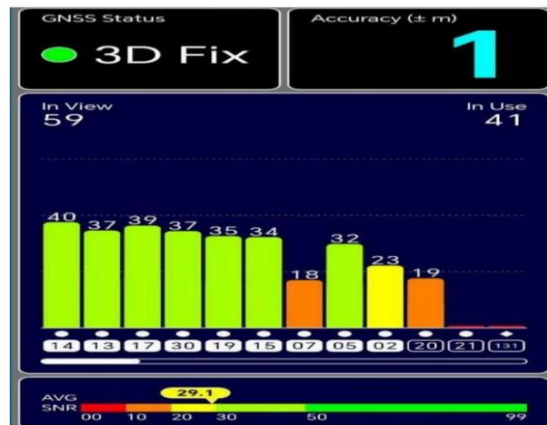 GNSS Status
3D Fix
Accuracy (± m)
1
In View
59
In Use
41
40 37 39 37 35 34 18 32 23 19
14 13 17 30 19 15 07 05 02 20 21 131
29.1
AVG
SNR
00 10 20 30 50 99